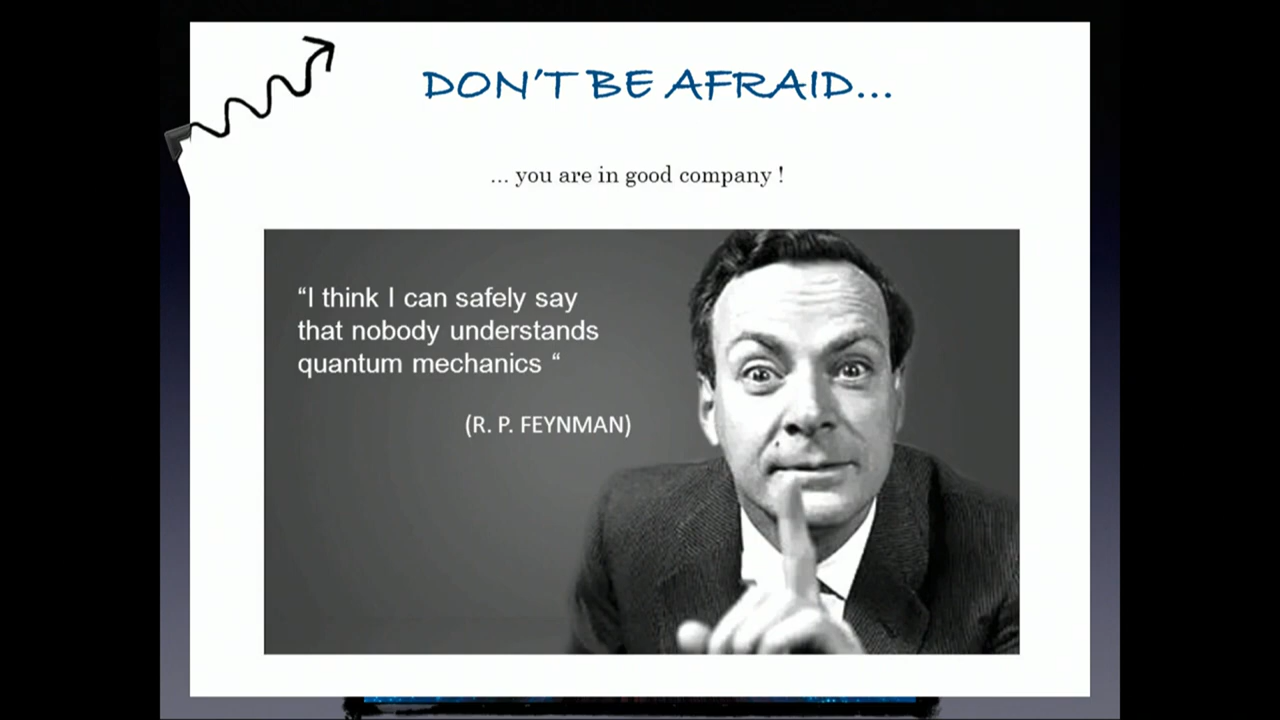 DON'T BE AFRAID...
... you are in good company !
“I think I can safely say
that nobody understands
quantum mechanics “
(R. P. FEYNMAN)